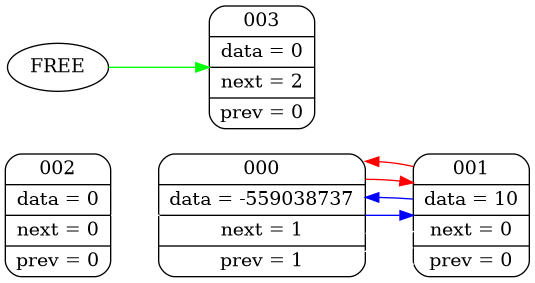 FREE
003
data = 0
next = 2
prev = 0
002
data = 0
next = 0
prev = 0
000
data = -559038737
next = 1
prev = 1
001
data = 10
next = 0
prev = 0